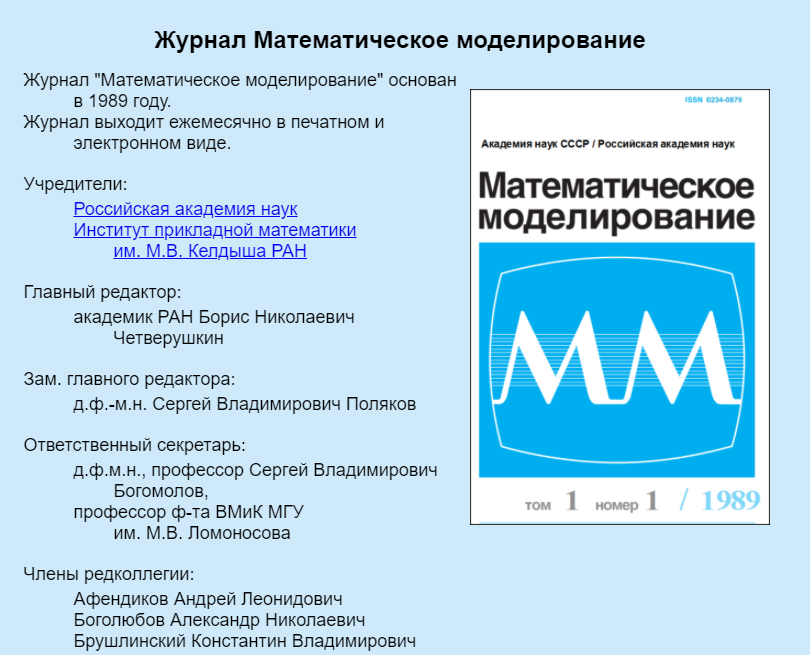 Журнал Математическое моделирование
Журнал "Математическое моделирование" основан
в 1989 году.
Журнал выходит ежемесячно в печатном и
электронном виде.
Учредители:
Российская академия наук
Институт прикладной математики
им. М.В. Келдыша РАН
Главный редактор:
академик РАН Борис Николаевич
Четверушкин
Зам. главного редактора:
д.ф.-м.н. Сергей Владимирович Поляков
Ответственный секретарь:
д.ф.м.н., профессор Сергей Владимирович
Богомолов,
профессор ф-та ВМиК МГУ
им. М.В. Ломоносова
Члены редколлегии:
Афендиков Андрей Леонидович
Боголюбов Александр Николаевич
Брушлинский Константин Владимирович
ISSN 0234-0879
Академия наук СССР / Российская академия наук
Математическое
моделирование
ММ
том 1 номер 1 / 1989